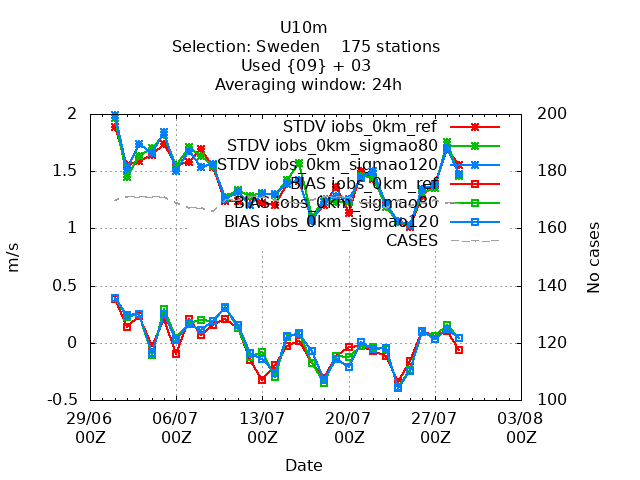 U10m
Selection: Sweden    175 stations
Used {09} + 03
Averaging window: 24h
STDV iobs_0km_ref
STDV iobs_0km_sigmao80
STDV iobs_0km_sigmao120
BIAS iobs_0km_ref
BIAS iobs_0km_sigmao80
BIAS iobs_0km_sigmao120
CASES
2
1.5
1
0.5
0
-0.5
m/s
200
180
160
140
120
100
No cases
29/06 06/07 13/07 20/07 27/07 03/08
00Z 00Z 00Z 00Z 00Z 00Z
Date